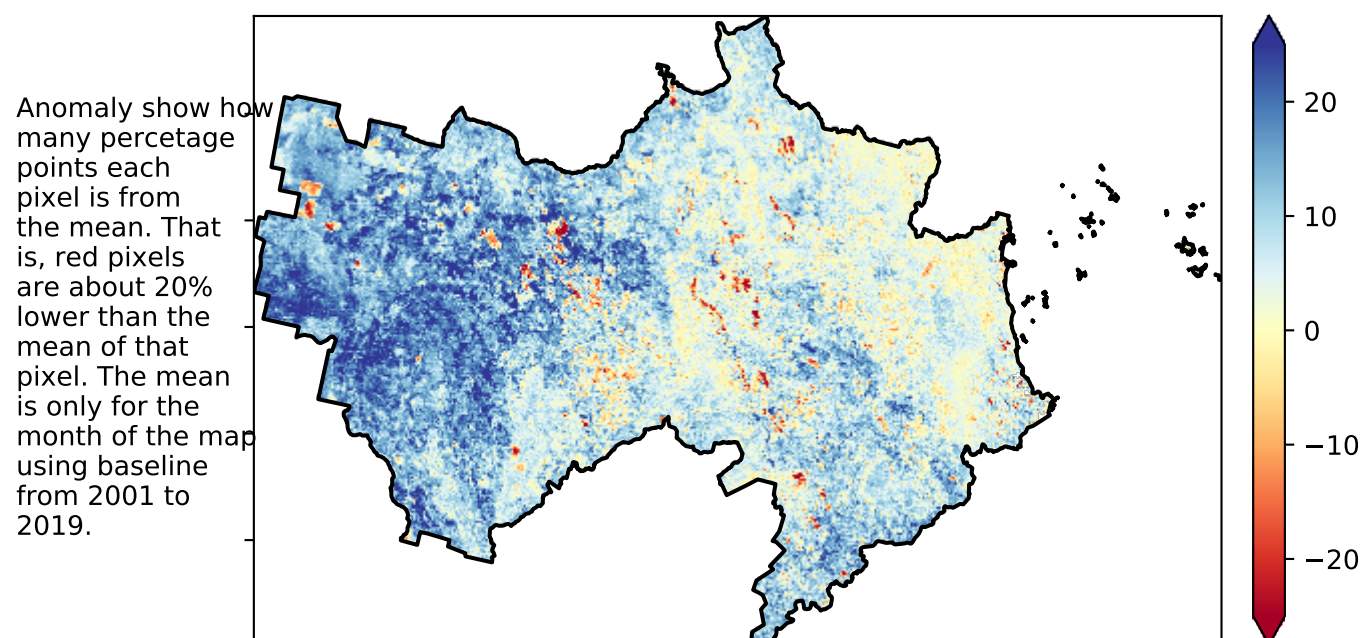 Anomaly show how
many percetage
points each
pixel is from
the mean. That
is, red pixels
are about 20%
lower than the
mean of that
pixel. The mean
is only for the
month of the map
using baseline
from 2001 to
2019.
20
10
0
−10
−20